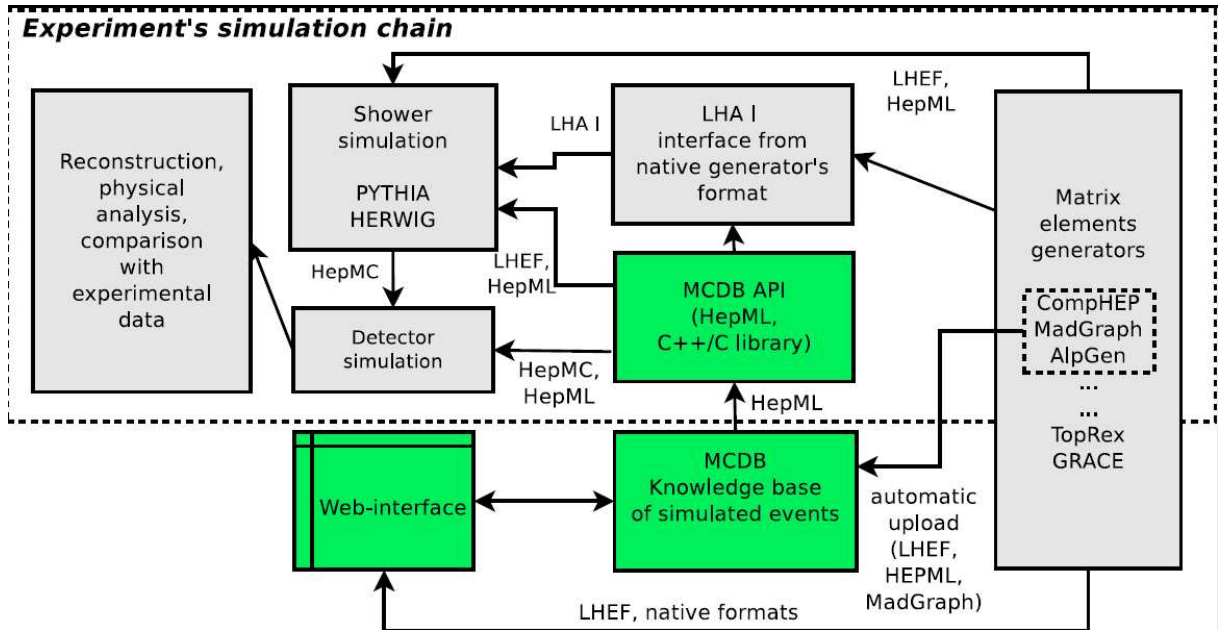 Experiment's simulation chain
Reconstruction,
physical
analysis,
comparison
with
experimental
data
Shower
simulation
PYTHIA
HERWIG
HepMC
Detector
simulation
LHA I
LHEF,
HepML
HepMC,
HepML
LHA I
interface from
native generator's
format
MCDB API
(HepML,
C++/C library)
HepML
LHEF,
HepML
Matrix
elements
generators
CompHEP
MadGraph
AlpGen
...
...
TopRex
GRACE
Web-interface
MCDB
Knowledge base
of simulated events
automatic
upload
(LHEF,
HEPML,
MadGraph)
LHEF, native formats